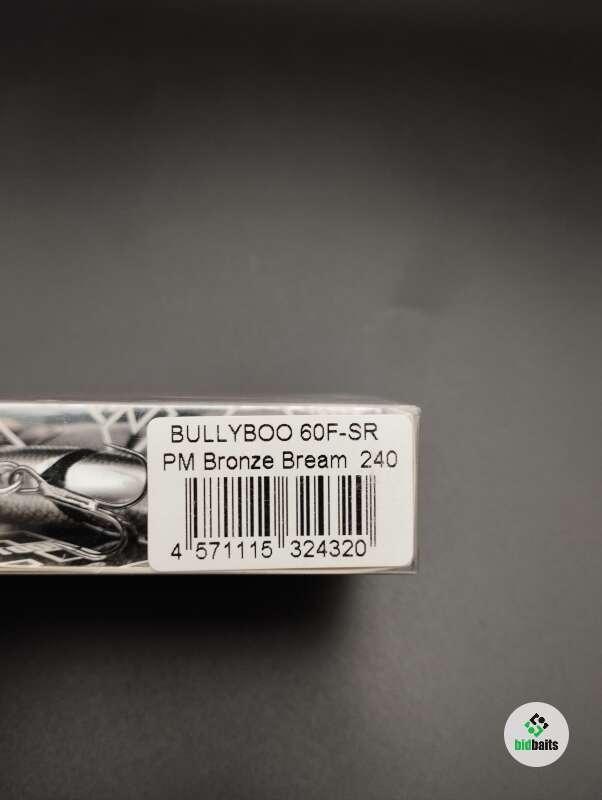 BULLYBOO 60F-SR
PM Bronze Bream 240
4 571115 324320
bidbaits